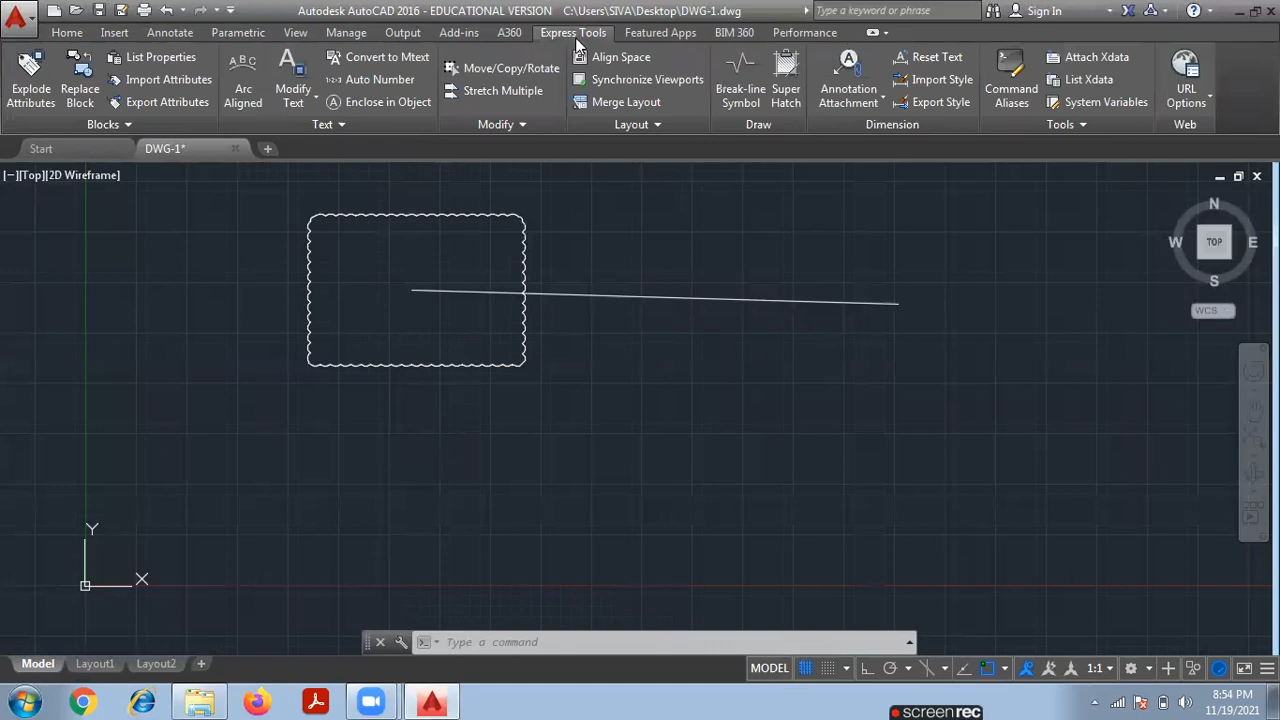 Autodesk AutoCAD 2016 - EDUCATIONAL VERSION C:\Users\SIVA\Desktop\DWG-1.dwg Type a keyword or phrase Sign In
Home Insert Annotate Parametric View Manage Output Add-ins A360 Express Tools Featured Apps BIM 360 Performance
Explode Attributes
Replace Block
List Properties
Import Attributes
Export Attributes
Blocks
ABC
Arc Aligned
A
Modify Text
Convert to Mtext
Auto Number
Enclose in Object
Text
Move/Copy/Rotate
Stretch Multiple
Modify
Align Space
Synchronize Viewports
Merge Layout
Layout
Break-line Symbol
Super Hatch
Draw
Annotation Attachment
Reset Text
Import Style
Export Style
Dimension
Command Aliases
Attach Xdata
List Xdata
System Variables
Tools
URL Options
Web
Start DWG-1*
[−][Top][2D Wireframe]
N
W TOP E
S
WCS
Y
X
Type a command
Model Layout1 Layout2 MODEL 1:1
8:54 PM
11/19/2021
screenrec